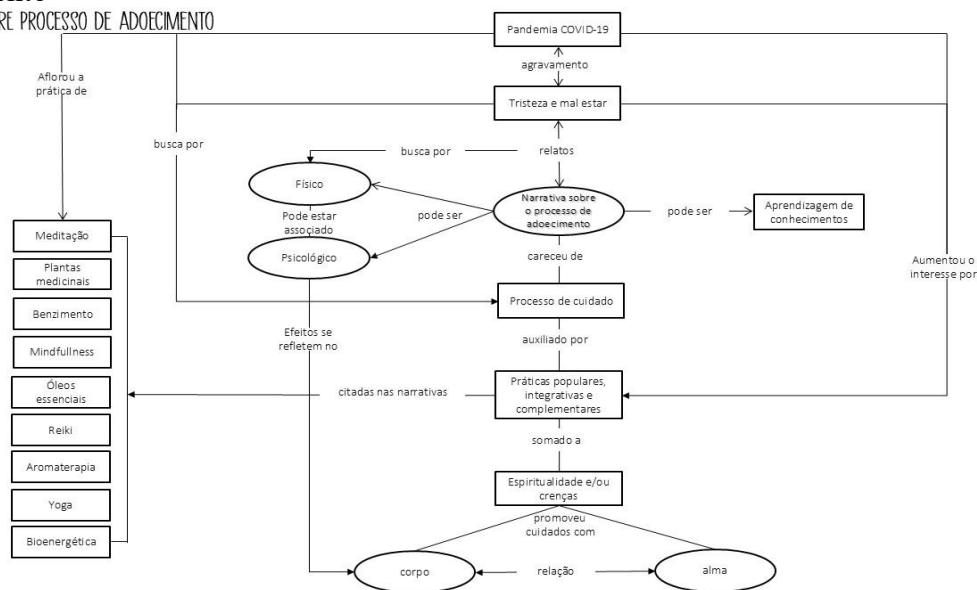 RE PROCESSO DE ADOECIMENTO
Pandemia COVID-19
agravamento
Aflorou a
prática de
Tristeza e mal estar
busca por
busca por
relatos
Físico
Narrativa sobre
o processo de
adoecimento
pode ser
pode ser
Aprendizagem de
conhecimentos
Pode estar
associado
Psicológico
careceu de
Aumentou o
interesse por
Meditação
Plantas
medicinais
Benzimento
Mindfullness
Óleos
essenciais
Reiki
Aromaterapia
Yoga
Bioenergética
Processo de cuidado
Efeitos se
refletem no
auxiliado por
citadas nas narrativas
Práticas populares,
integrativas e
complementares
somado a
Espiritualidade e/ou
crenças
promoveu
cuidados com
corpo
relação
alma